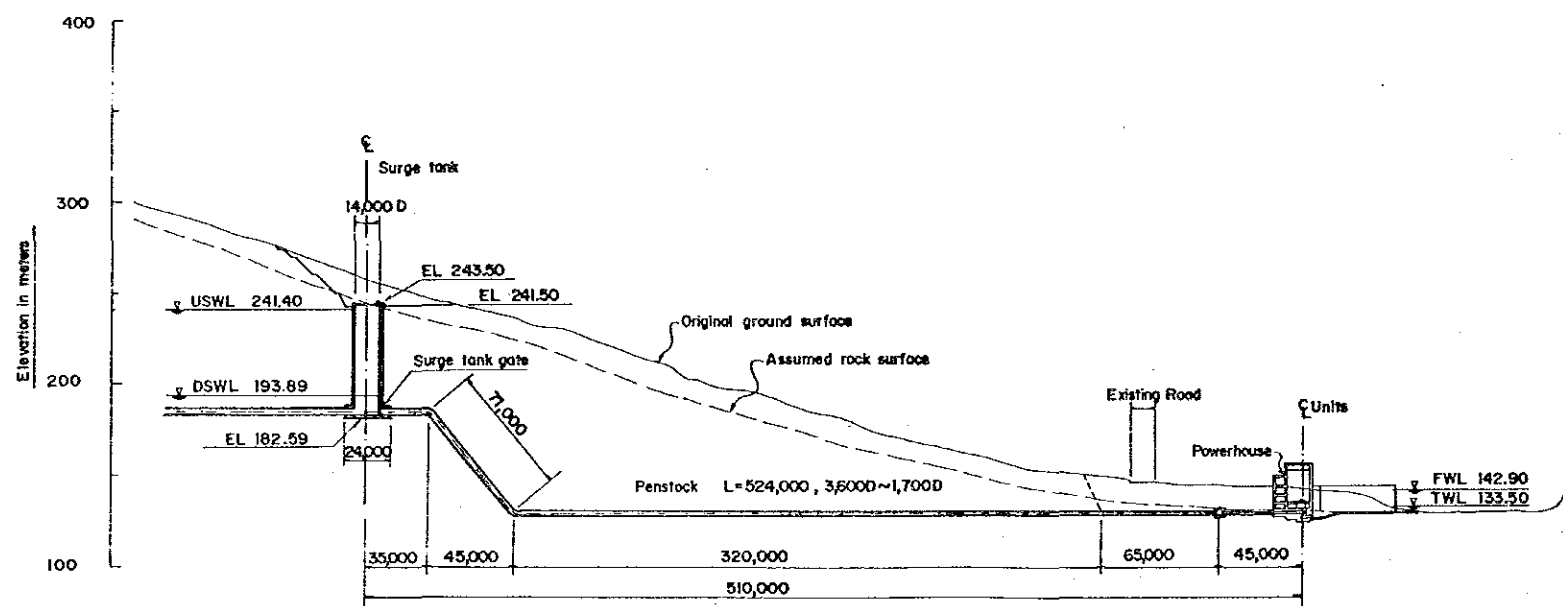 400
300
200
100
Elevation in meters
℄
Surge tank
14,000 D
EL 243.50
EL 241.50
USWL 241.40
Original ground surface
Assumed rock surface
Surge tank gate
DSWL 193.89
77,000
EL 182.59
24,000
Existing Road
℄ Units
Powerhouse
Penstock L=524,000 , 3,600D~1,700D
FWL 142.90
TWL 133.50
35,000
45,000
320,000
65,000
45,000
510,000